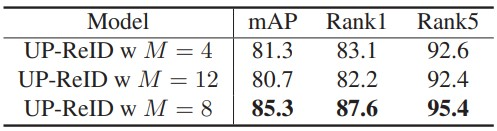 Model mAP Rank1 Rank5
UP-ReID w M = 4 81.3 83.1 92.6
UP-ReID w M = 12 80.7 82.2 92.4
UP-ReID w M = 8 85.3 87.6 95.4